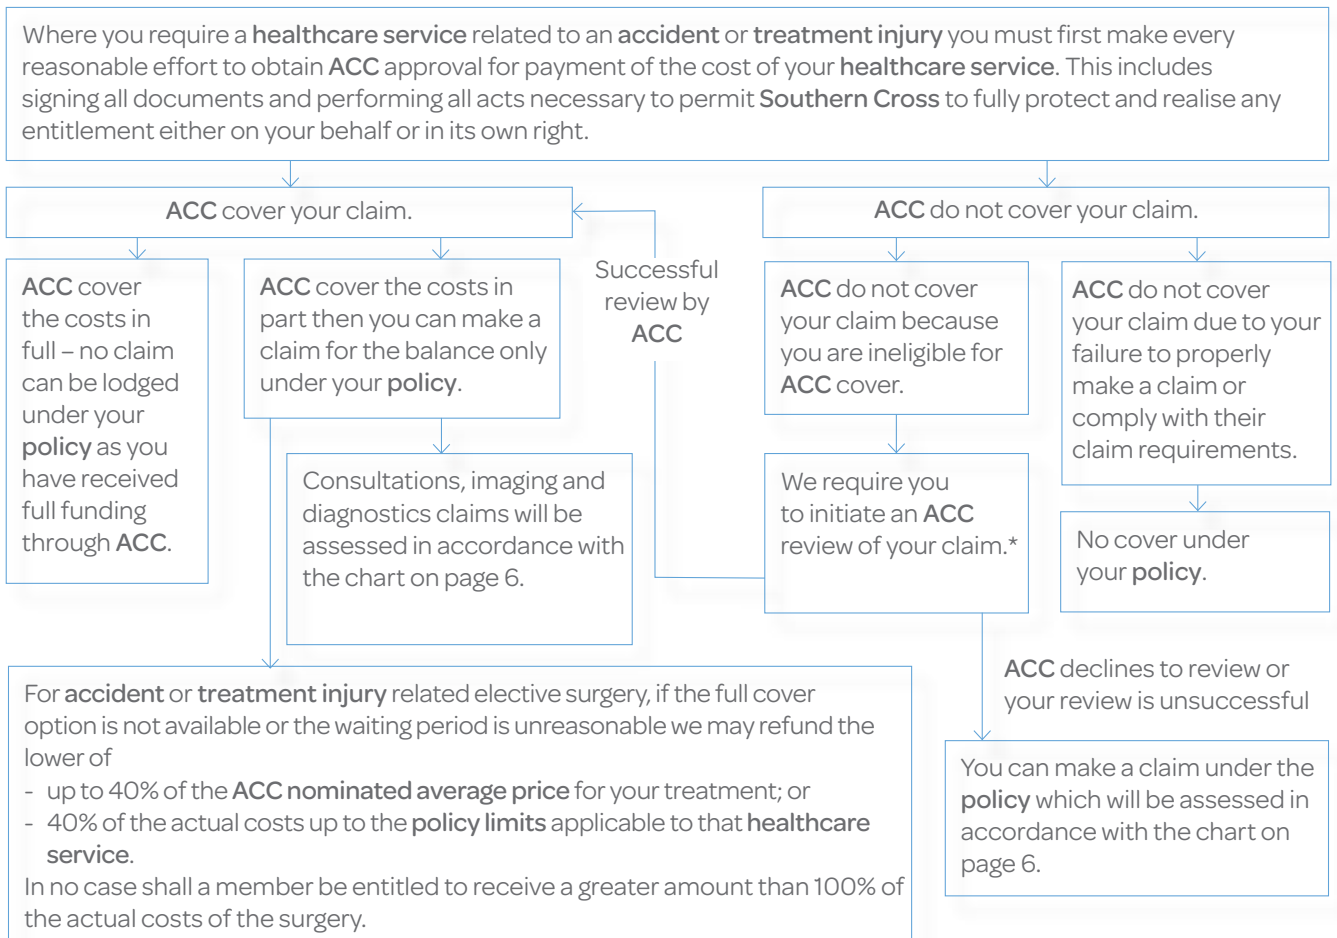 Where you require a healthcare service related to an accident or treatment injury you must first make every
reasonable effort to obtain ACC approval for payment of the cost of your healthcare service. This includes
signing all documents and performing all acts necessary to permit Southern Cross to fully protect and realise any
entitlement either on your behalf or in its own right.
ACC cover your claim.
ACC do not cover your claim.
ACC cover
the costs in
full – no claim
can be lodged
under your
policy as you
have received
full funding
through ACC.
ACC cover the costs in
part then you can make a
claim for the balance only
under your policy.
Successful
review by
ACC
ACC do not cover
your claim because
you are ineligible for
ACC cover.
ACC do not cover
your claim due to your
failure to properly
make a claim or
comply with their
claim requirements.
Consultations, imaging and
diagnostics claims will be
assessed in accordance with
the chart on page 6.
We require you
to initiate an ACC
review of your claim.*
No cover under
your policy.
For accident or treatment injury related elective surgery, if the full cover
option is not available or the waiting period is unreasonable we may refund the
lower of
- up to 40% of the ACC nominated average price for your treatment; or
- 40% of the actual costs up to the policy limits applicable to that healthcare
service.
In no case shall a member be entitled to receive a greater amount than 100% of
the actual costs of the surgery.
ACC declines to review or
your review is unsuccessful
You can make a claim under the
policy which will be assessed in
accordance with the chart on
page 6.